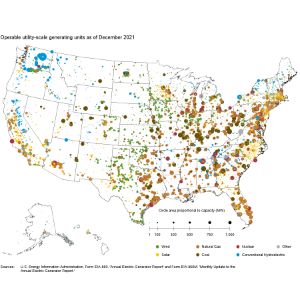 Operable utility-scale generating units as of December 2021
Circle area proportional to Capacity (MW)
1 100 300 500 700 1,000
Wind Natural Gas Nuclear Other
Solar Coal Conventional Hydroelectric
Sources: U.S. Energy Information Administration, Form EIA-860, 'Annual Electric Generator Report' and Form EIA-860M, 'Monthly Update to the
Annual Electric Generator Report.'